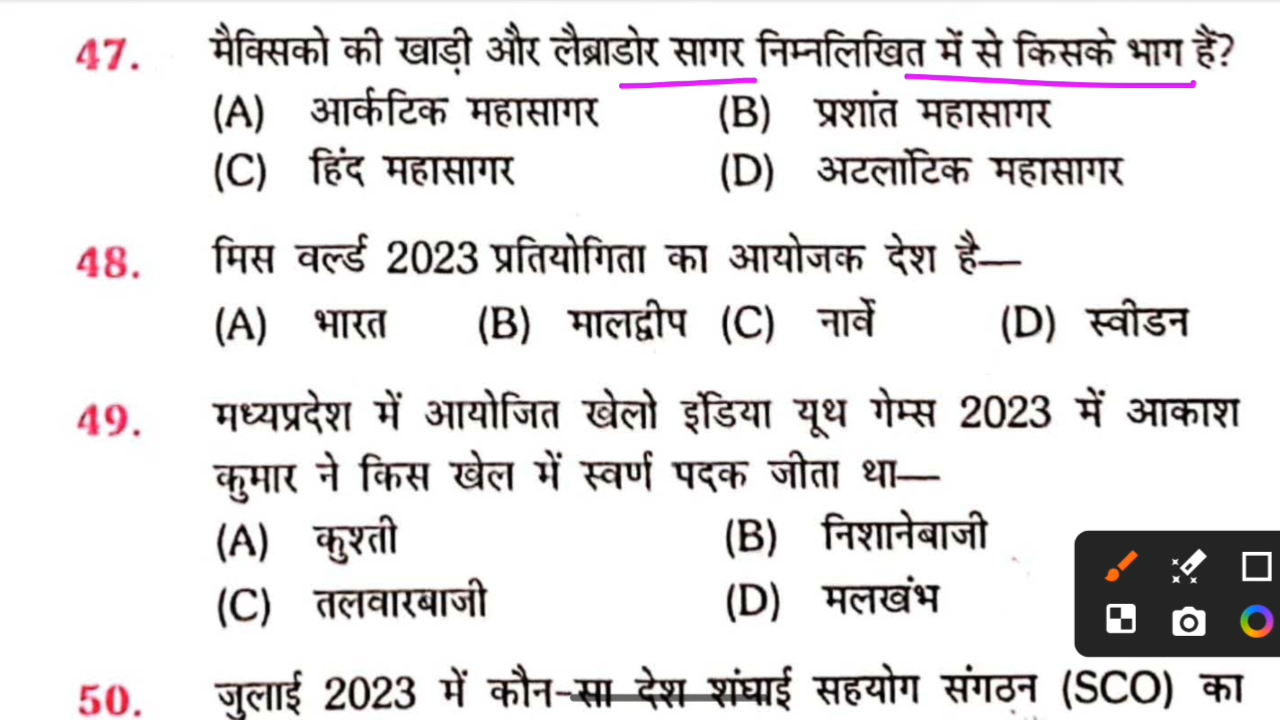 47. मैक्सिको की खाड़ी और लैब्राडोर सागर निम्नलिखित में से किसके भाग हैं?
(A) आर्कटिक महासागर (B) प्रशांत महासागर
(C) हिंद महासागर (D) अटलांटिक महासागर
48. मिस वर्ल्ड 2023 प्रतियोगिता का आयोजक देश है—
(A) भारत (B) मालद्वीप (C) नार्वे (D) स्वीडन
49. मध्यप्रदेश में आयोजित खेलो इंडिया यूथ गेम्स 2023 में आकाश
कुमार ने किस खेल में स्वर्ण पदक जीता था—
(A) कुश्ती (B) निशानेबाजी
(C) तलवारबाजी (D) मलखंभ
50. जुलाई 2023 में कौन-सा देश शंघाई सहयोग संगठन (SCO) का